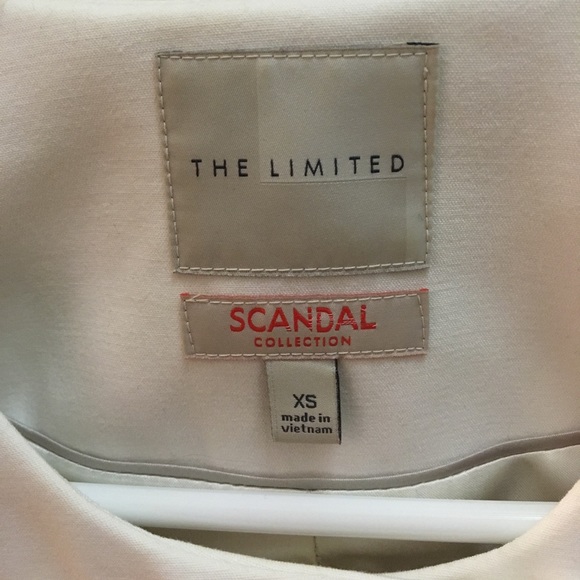 THE LIMITED
SCANDAL
COLLECTION
XS
made in
vietnam